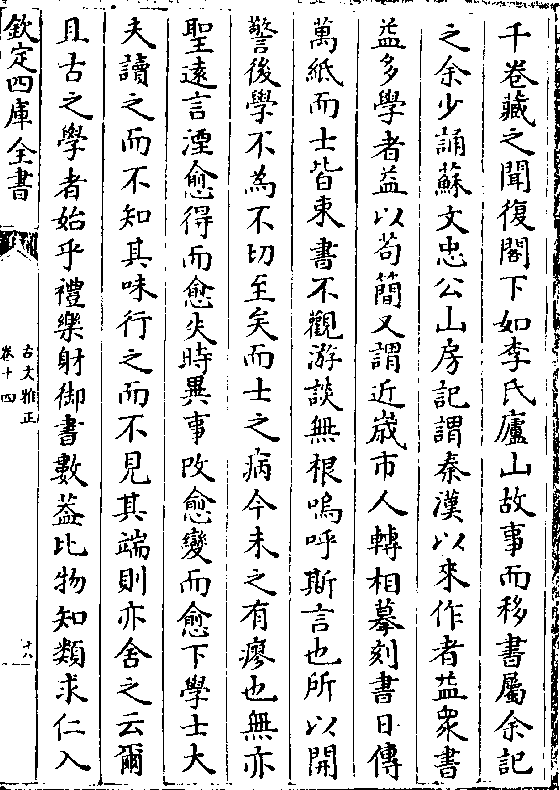 千卷藏之聞復閣下如李氏廬山故事而移書屬余記
之余少誦蘇文忠公山房記謂秦漢以來作者益衆書
益多學者益以苟簡又謂近歲市人轉相摹刻書日傳
萬紙而士皆束書不觀游談無根嗚呼斯言也所以開
警後學不為不切至矣而士之病今未之有瘳也無亦
聖遠言湮愈得而愈失時異事改愈變而愈下學士大
夫讀之而不知其味行之而不見其端則亦舍之云爾
且古之學者始乎禮樂射御書數蓋比物知類求仁入
欽定四庫全書
古文雅正
卷十四
十八